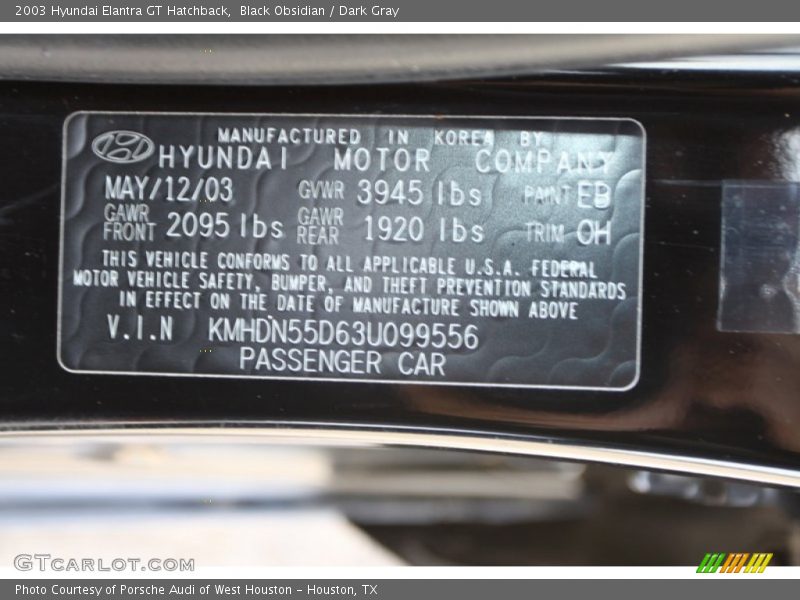 2003 Hyundai Elantra GT Hatchback, Black Obsidian / Dark Gray
MANUFACTURED IN KOREA BY
HYUNDAI MOTOR COMPANY
MAY/12/03 GVWR 3945 lbs PAINT EB
GAWR FRONT 2095 lbs GAWR REAR 1920 lbs TRIM OH
THIS VEHICLE CONFORMS TO ALL APPLICABLE U.S.A. FEDERAL
MOTOR VEHICLE SAFETY, BUMPER, AND THEFT PREVENTION STANDARDS
IN EFFECT ON THE DATE OF MANUFACTURE SHOWN ABOVE
V.I.N KMHDN55D63U099556
PASSENGER CAR
GTCARLOT.COM
Photo Courtesy of Porsche Audi of West Houston - Houston, TX